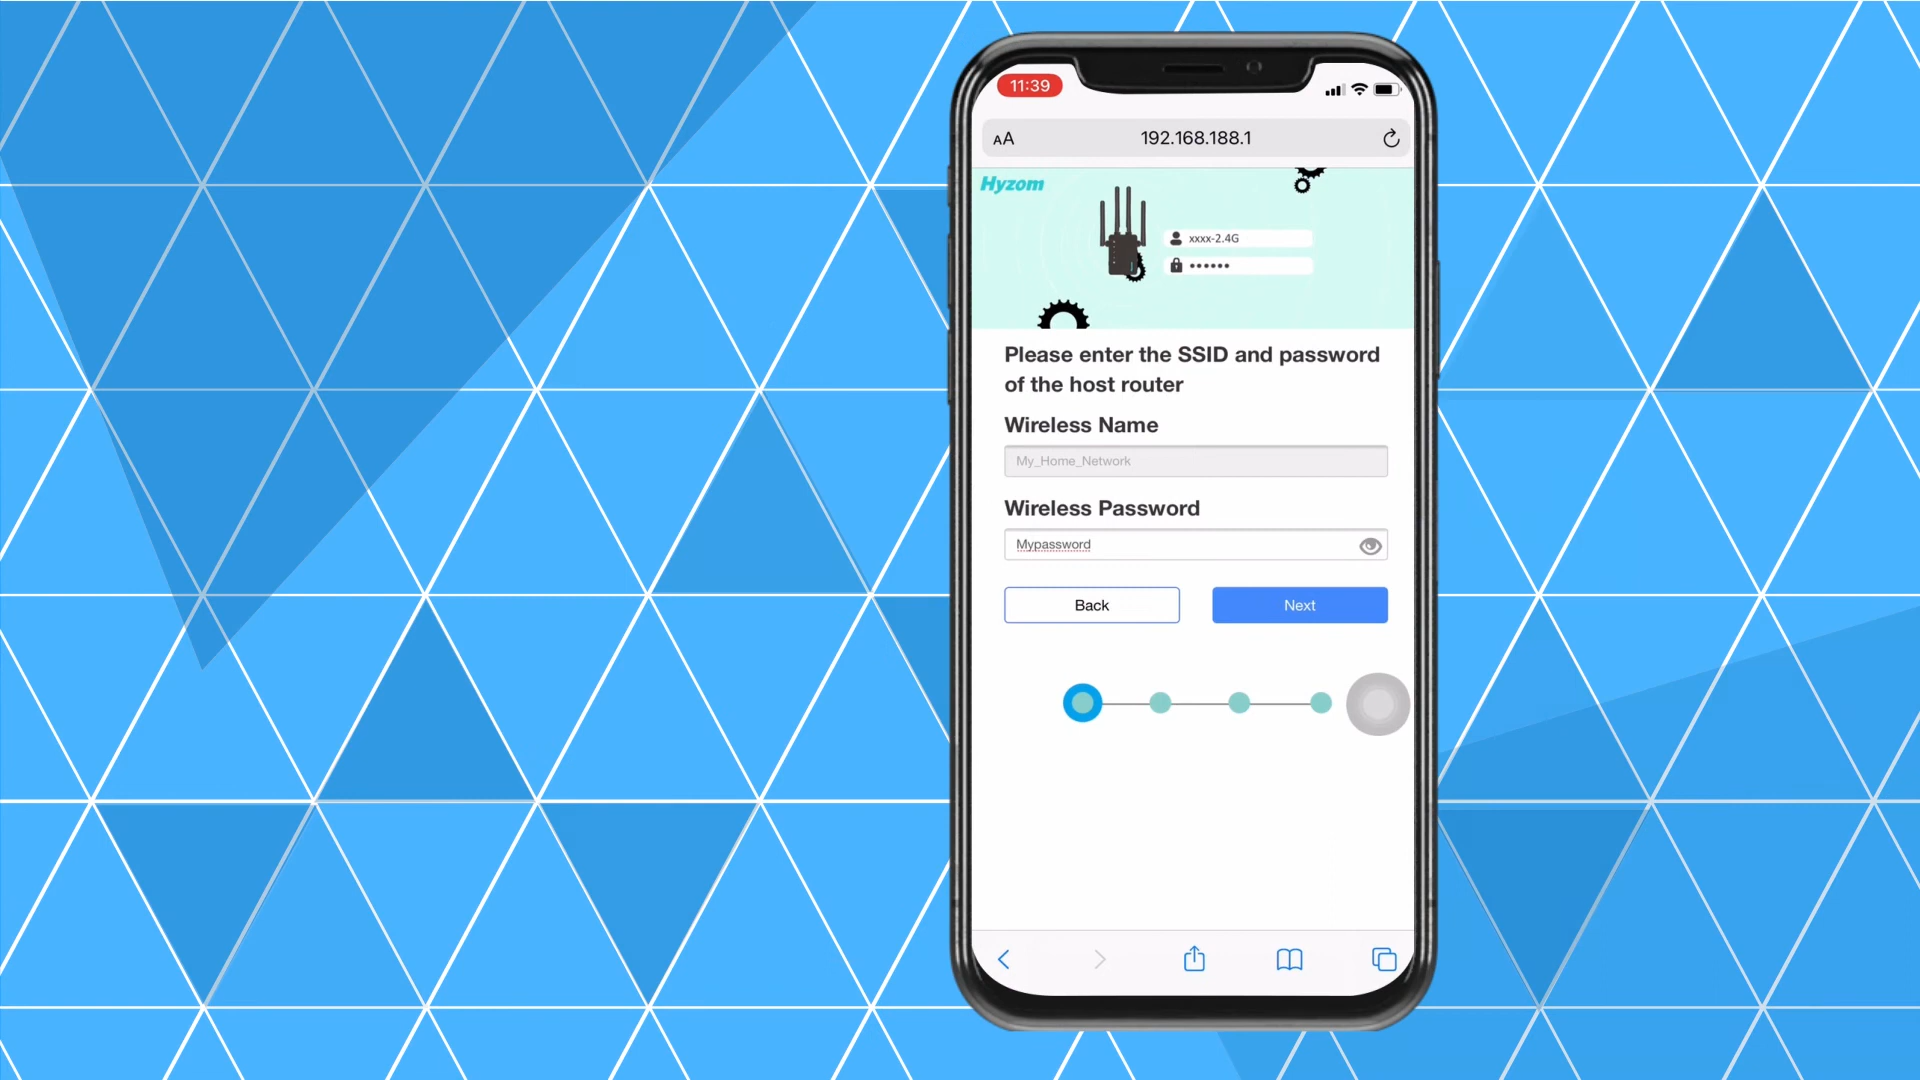 11:39
AA
192.168.188.1
Hyzom
xxxx-2.4G
••••••
Please enter the SSID and password
of the host router
Wireless Name
My_Home_Network
Wireless Password
Mypassword
Back
Next